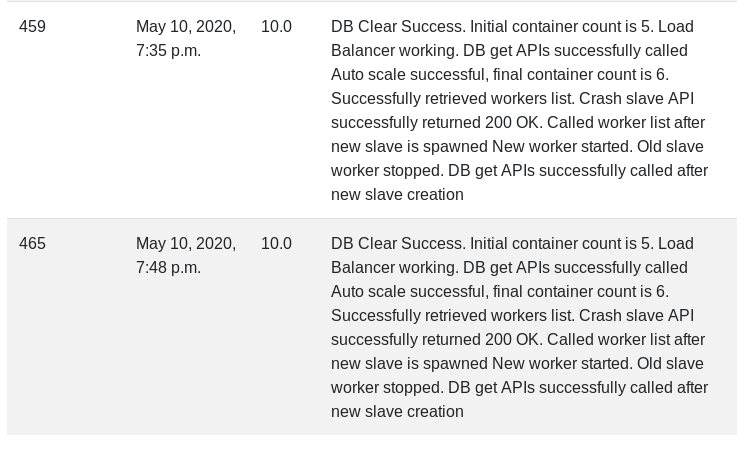 459 May 10, 2020, 10.0 DB Clear Success. Initial container count is 5. Load
7:35 p.m. Balancer working. DB get APIs successfully called
Auto scale successful, final container count is 6.
Successfully retrieved workers list. Crash slave API
successfully returned 200 OK. Called worker list after
new slave is spawned New worker started. Old slave
worker stopped. DB get APIs successfully called after
new slave creation
465 May 10, 2020, 10.0 DB Clear Success. Initial container count is 5. Load
7:48 p.m. Balancer working. DB get APIs successfully called
Auto scale successful, final container count is 6.
Successfully retrieved workers list. Crash slave API
successfully returned 200 OK. Called worker list after
new slave is spawned New worker started. Old slave
worker stopped. DB get APIs successfully called after
new slave creation